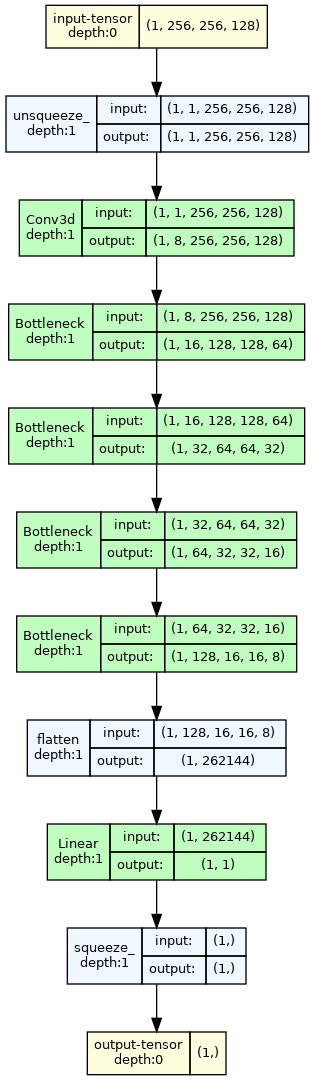 input-tensor
depth:0
(1, 256, 256, 128)
unsqueeze_
depth:1
input:
(1, 1, 256, 256, 128)
output:
(1, 1, 256, 256, 128)
Conv3d
depth:1
input:
(1, 1, 256, 256, 128)
output:
(1, 8, 256, 256, 128)
Bottleneck
depth:1
input:
(1, 8, 256, 256, 128)
output:
(1, 16, 128, 128, 64)
Bottleneck
depth:1
input:
(1, 16, 128, 128, 64)
output:
(1, 32, 64, 64, 32)
Bottleneck
depth:1
input:
(1, 32, 64, 64, 32)
output:
(1, 64, 32, 32, 16)
Bottleneck
depth:1
input:
(1, 64, 32, 32, 16)
output:
(1, 128, 16, 16, 8)
flatten
depth:1
input:
(1, 128, 16, 16, 8)
output:
(1, 262144)
Linear
depth:1
input:
(1, 262144)
output:
(1, 1)
squeeze_
depth:1
input:
(1,)
output:
(1,)
output-tensor
depth:0
(1,)